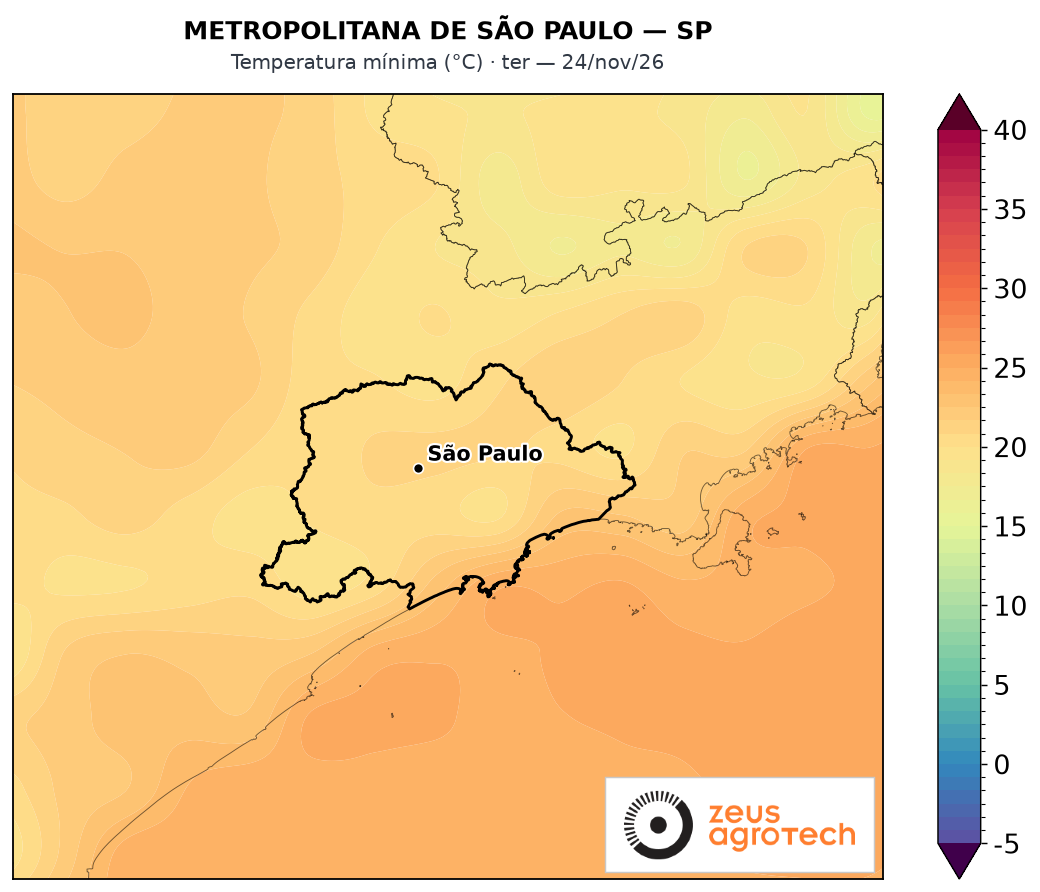 METROPOLITANA DE SÃO PAULO — SP
Temperatura mínima (°C) · ter — 24/nov/26
São Paulo
40
35
30
25
20
15
10
5
0
-5
zeus
agrotech